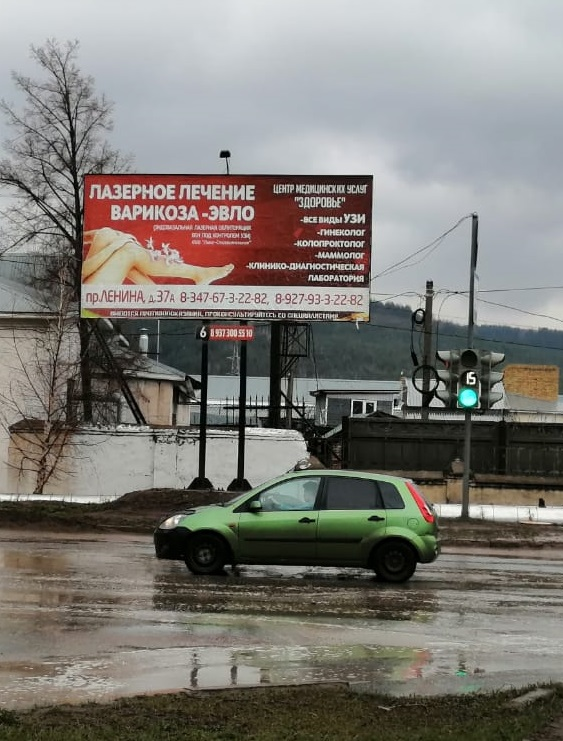 ЛАЗЕРНОЕ ЛЕЧЕНИЕ
ВАРИКОЗА -ЭВЛО
(ЭНДОВАЗАЛЬНАЯ ЛАЗЕРНАЯ ОБЛИТЕРАЦИЯ
ВЕН ПОД КОНТРОЛЕМ УЗИ)
ЦЕНТР МЕДИЦИНСКИХ УСЛУГ
"ЗДОРОВЬЕ"
-ВСЕ ВИДЫ УЗИ
-ГИНЕКОЛОГ
-КОЛОПРОКТОЛОГ
-МАММОЛОГ
-КЛИНИКО-ДИАГНОСТИЧЕСКАЯ
ЛАБОРАТОРИЯ
пр.ЛЕНИНА, д.37А 8-347-67-3-22-82, 8-927-93-3-22-82
ИМЕЮТСЯ ПРОТИВОПОКАЗАНИЯ, ПРОКОНСУЛЬТИРУЙТЕСЬ СО СПЕЦИАЛИСТОМ
6 8 937 300 55 10
15